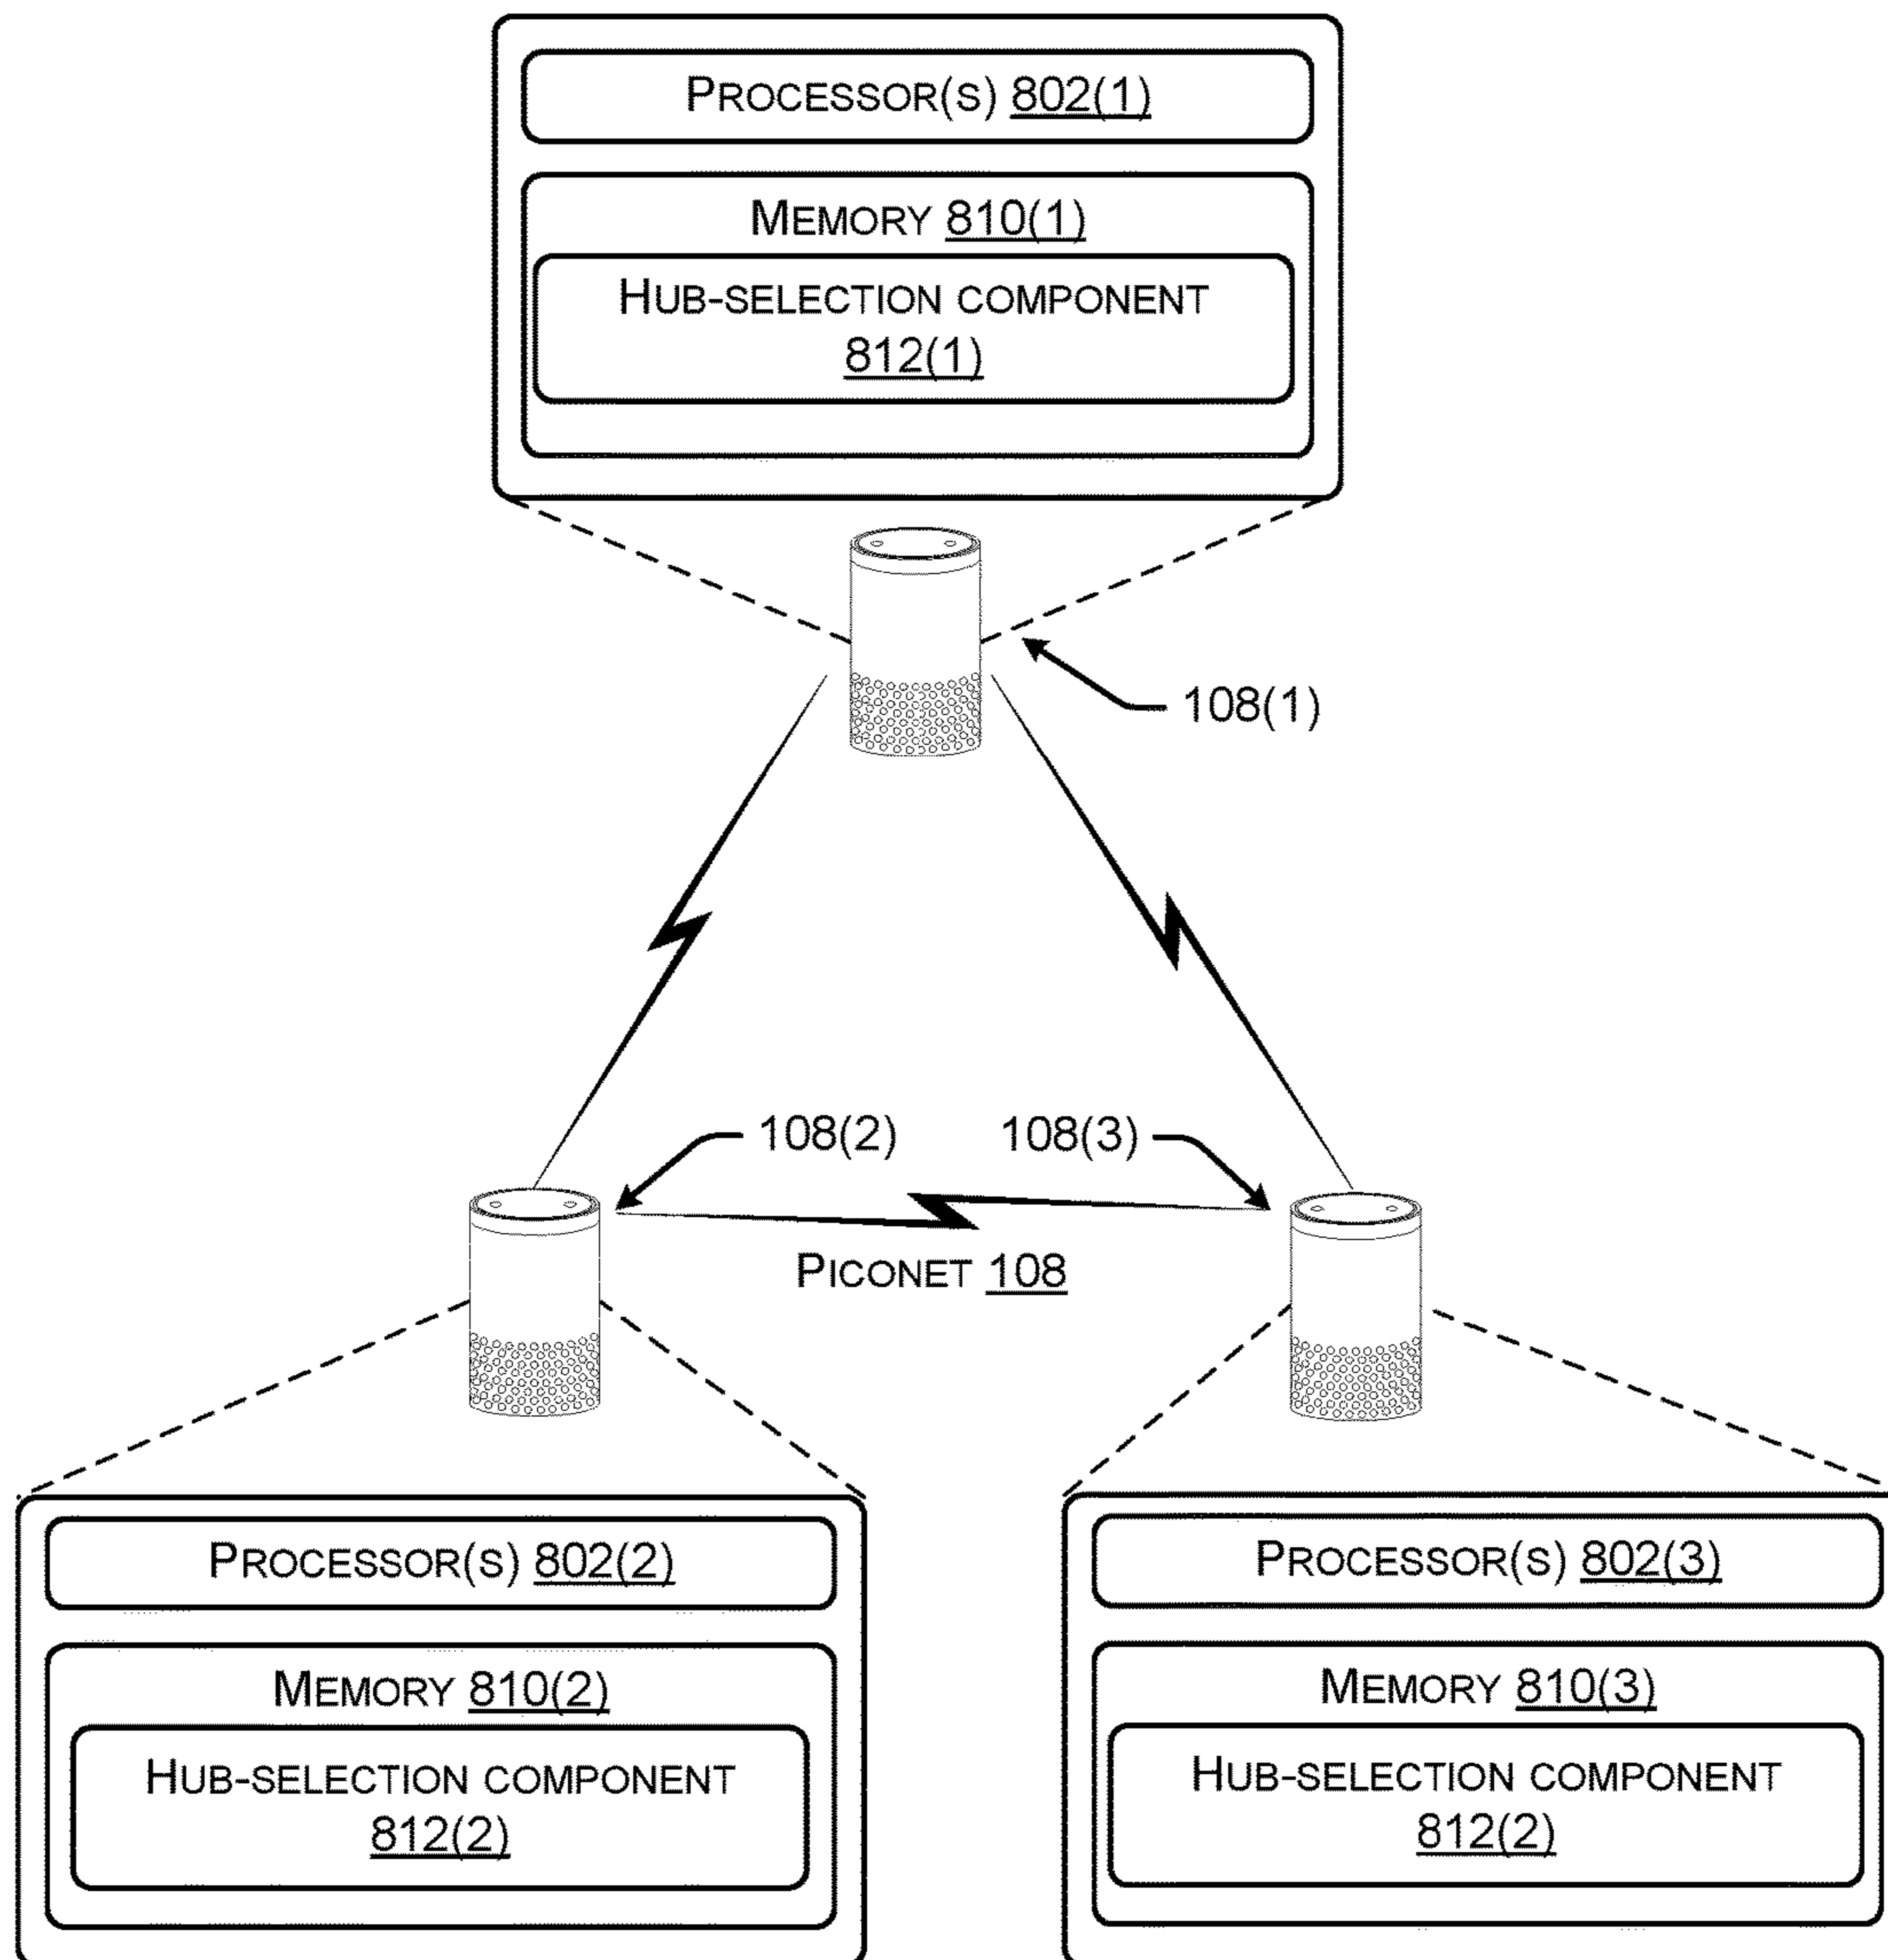 PROCESSOR(S) 802(1)
MEMORY 810(1)
HUB-SELECTION COMPONENT
812(1)
108(1)
108(2)
108(3)
PICONET 108
PROCESSOR(S) 802(2)
MEMORY 810(2)
HUB-SELECTION COMPONENT
812(2)
PROCESSOR(S) 802(3)
MEMORY 810(3)
HUB-SELECTION COMPONENT
812(2)